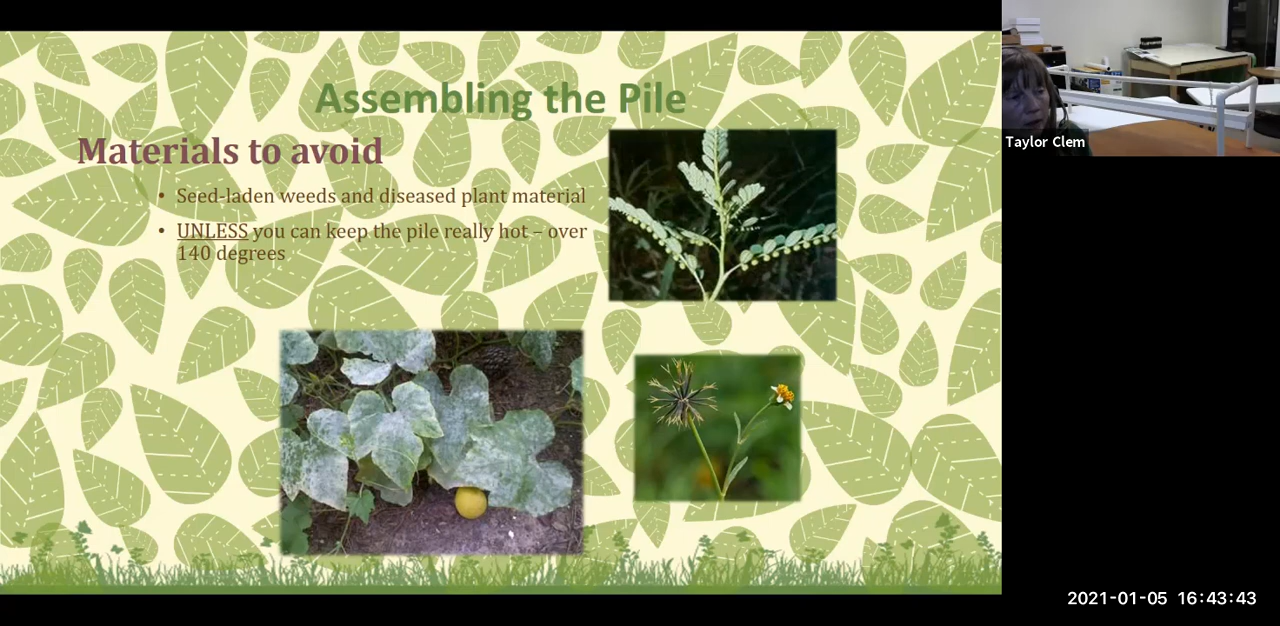 Assembling the Pile
Materials to avoid
• Seed-laden weeds and diseased plant material
• UNLESS you can keep the pile really hot – over
140 degrees
Taylor Clem
2021-01-05 16:43:43